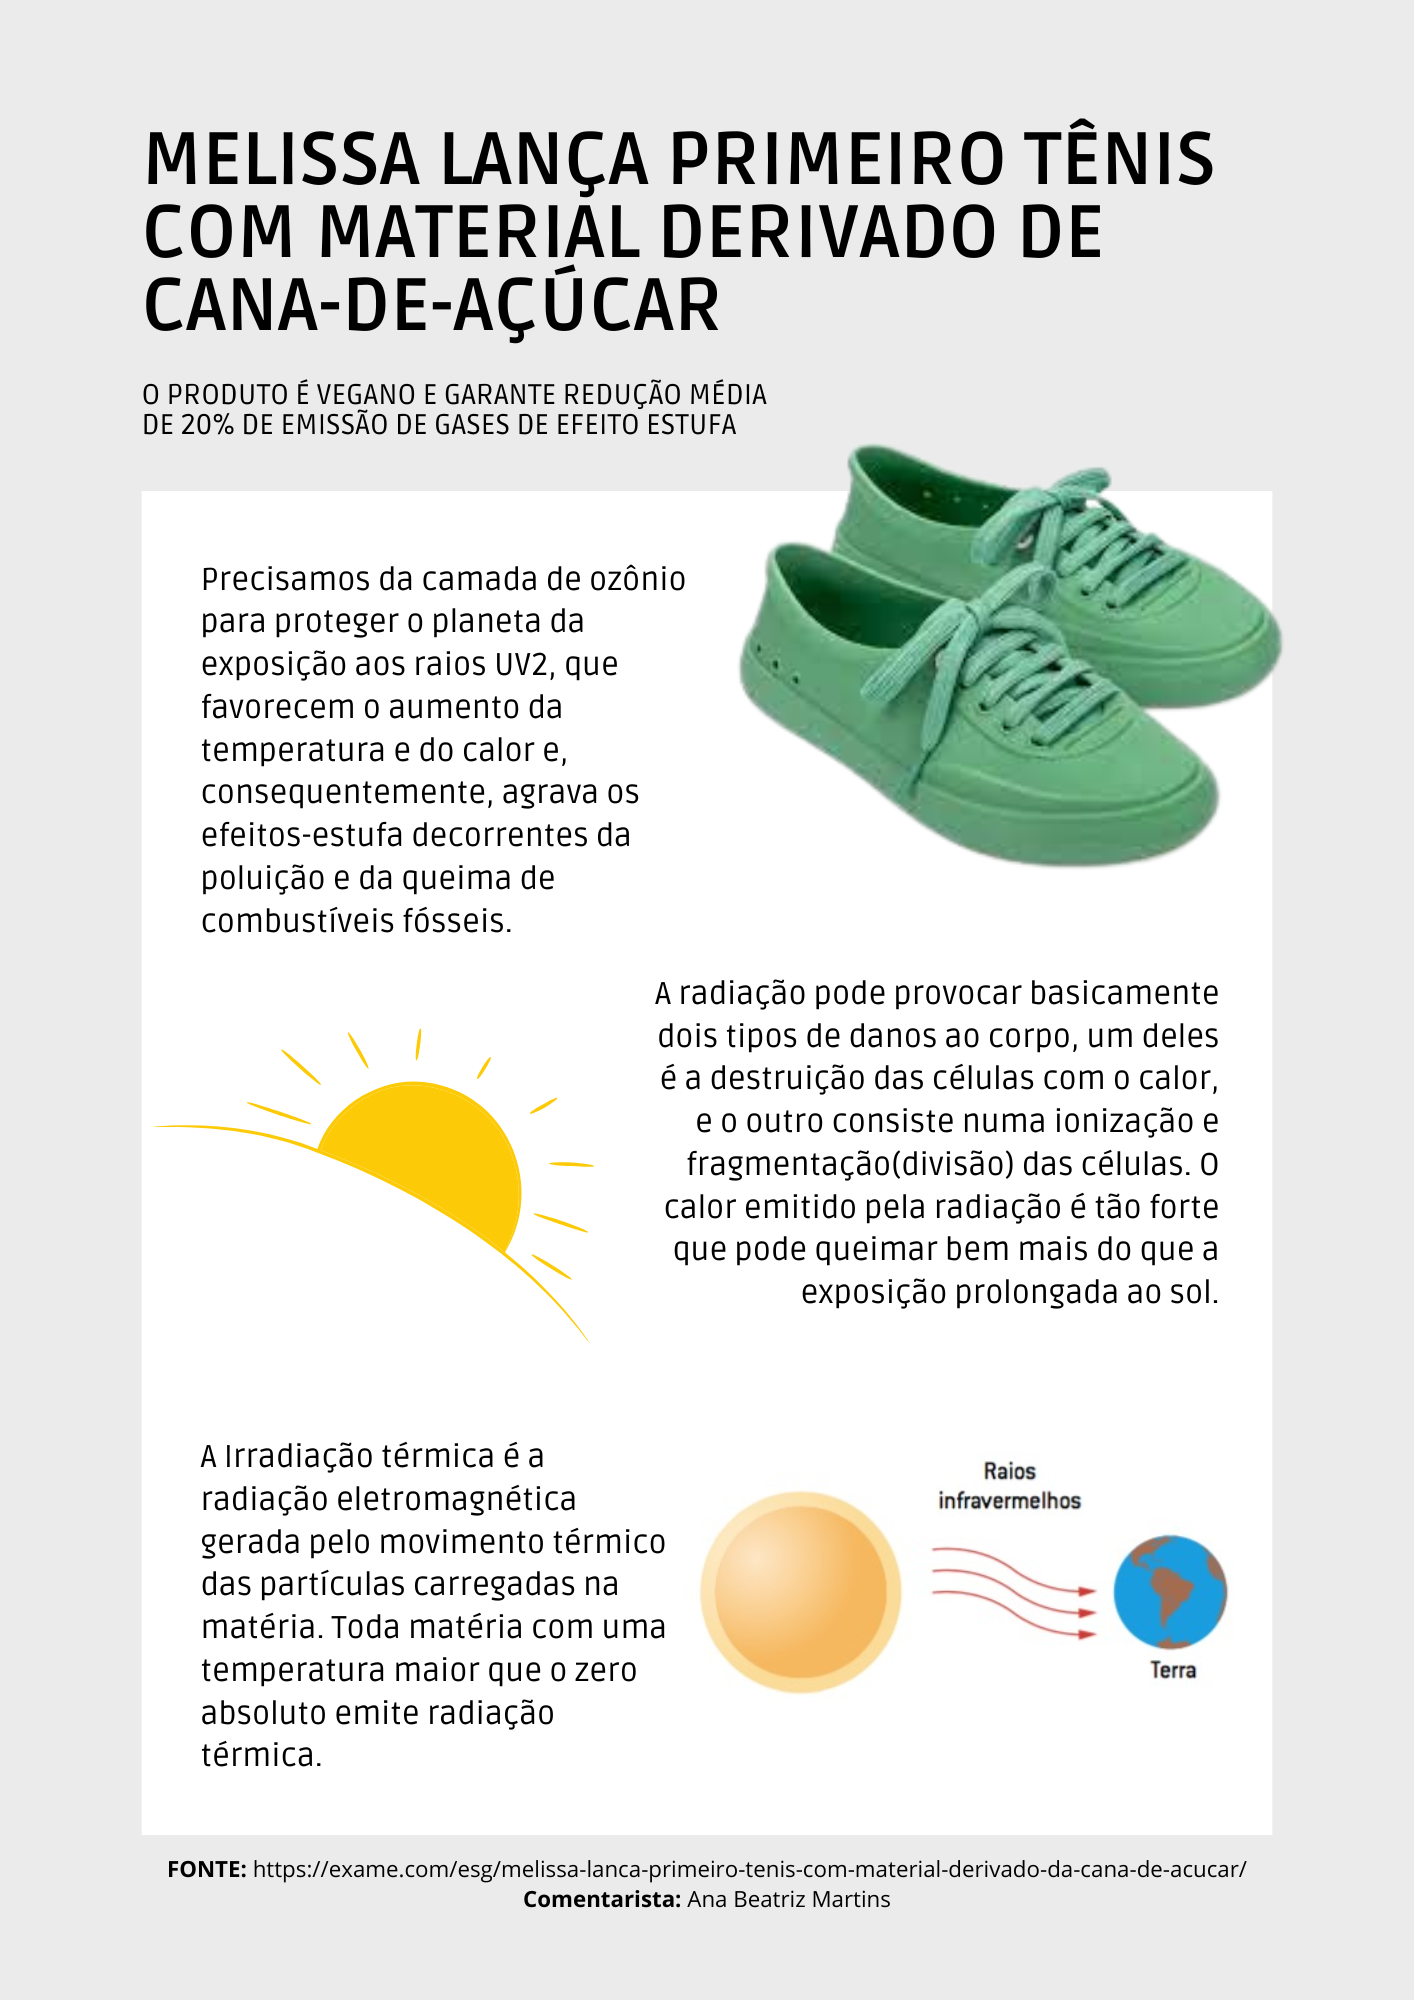 MELISSA LANÇA PRIMEIRO TÊNIS
COM MATERIAL DERIVADO DE
CANA-DE-AÇÚCAR
O PRODUTO É VEGANO E GARANTE REDUÇÃO MÉDIA
DE 20% DE EMISSÃO DE GASES DE EFEITO ESTUFA
Precisamos da camada de ozônio
para proteger o planeta da
exposição aos raios UV2, que
favorecem o aumento da
temperatura e do calor e,
consequentemente, agrava os
efeitos-estufa decorrentes da
poluição e da queima de
combustíveis fósseis.
A radiação pode provocar basicamente
dois tipos de danos ao corpo, um deles
é a destruição das células com o calor,
e o outro consiste numa ionização e
fragmentação(divisão) das células. O
calor emitido pela radiação é tão forte
que pode queimar bem mais do que a
exposição prolongada ao sol.
A Irradiação térmica é a
radiação eletromagnética
gerada pelo movimento térmico
das partículas carregadas na
matéria. Toda matéria com uma
temperatura maior que o zero
absoluto emite radiação
térmica.
Raios
infravermelhos
Terra
FONTE: https://exame.com/esg/melissa-lanca-primeiro-tenis-com-material-derivado-da-cana-de-acucar/
Comentarista: Ana Beatriz Martins